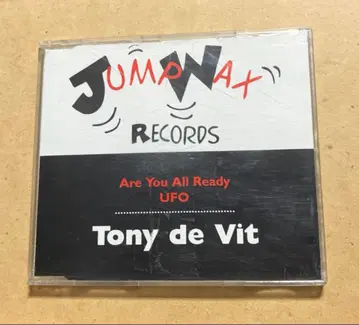 JUMPWAX
RECORDS
Are You All Ready
UFO
Tony de Vit